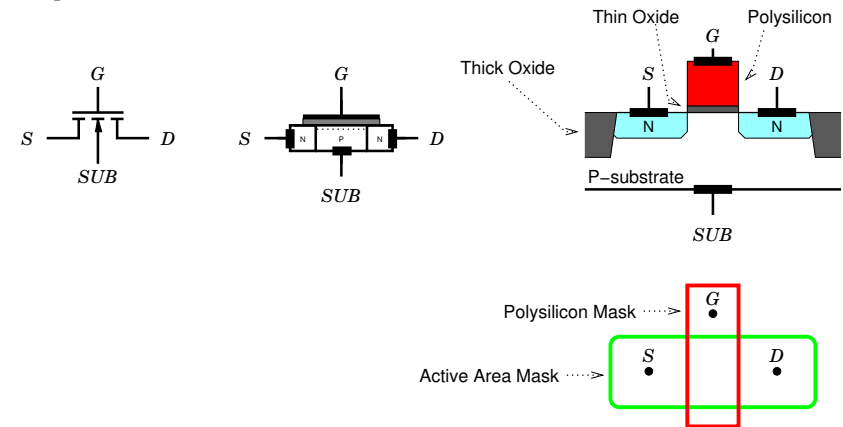 G
S
D
SUB
G
S
N
P
N
D
SUB
Thin Oxide
Polysilicon
G
Thick Oxide
S
D
N
N
P−substrate
SUB
Polysilicon Mask
G
Active Area Mask
S
D